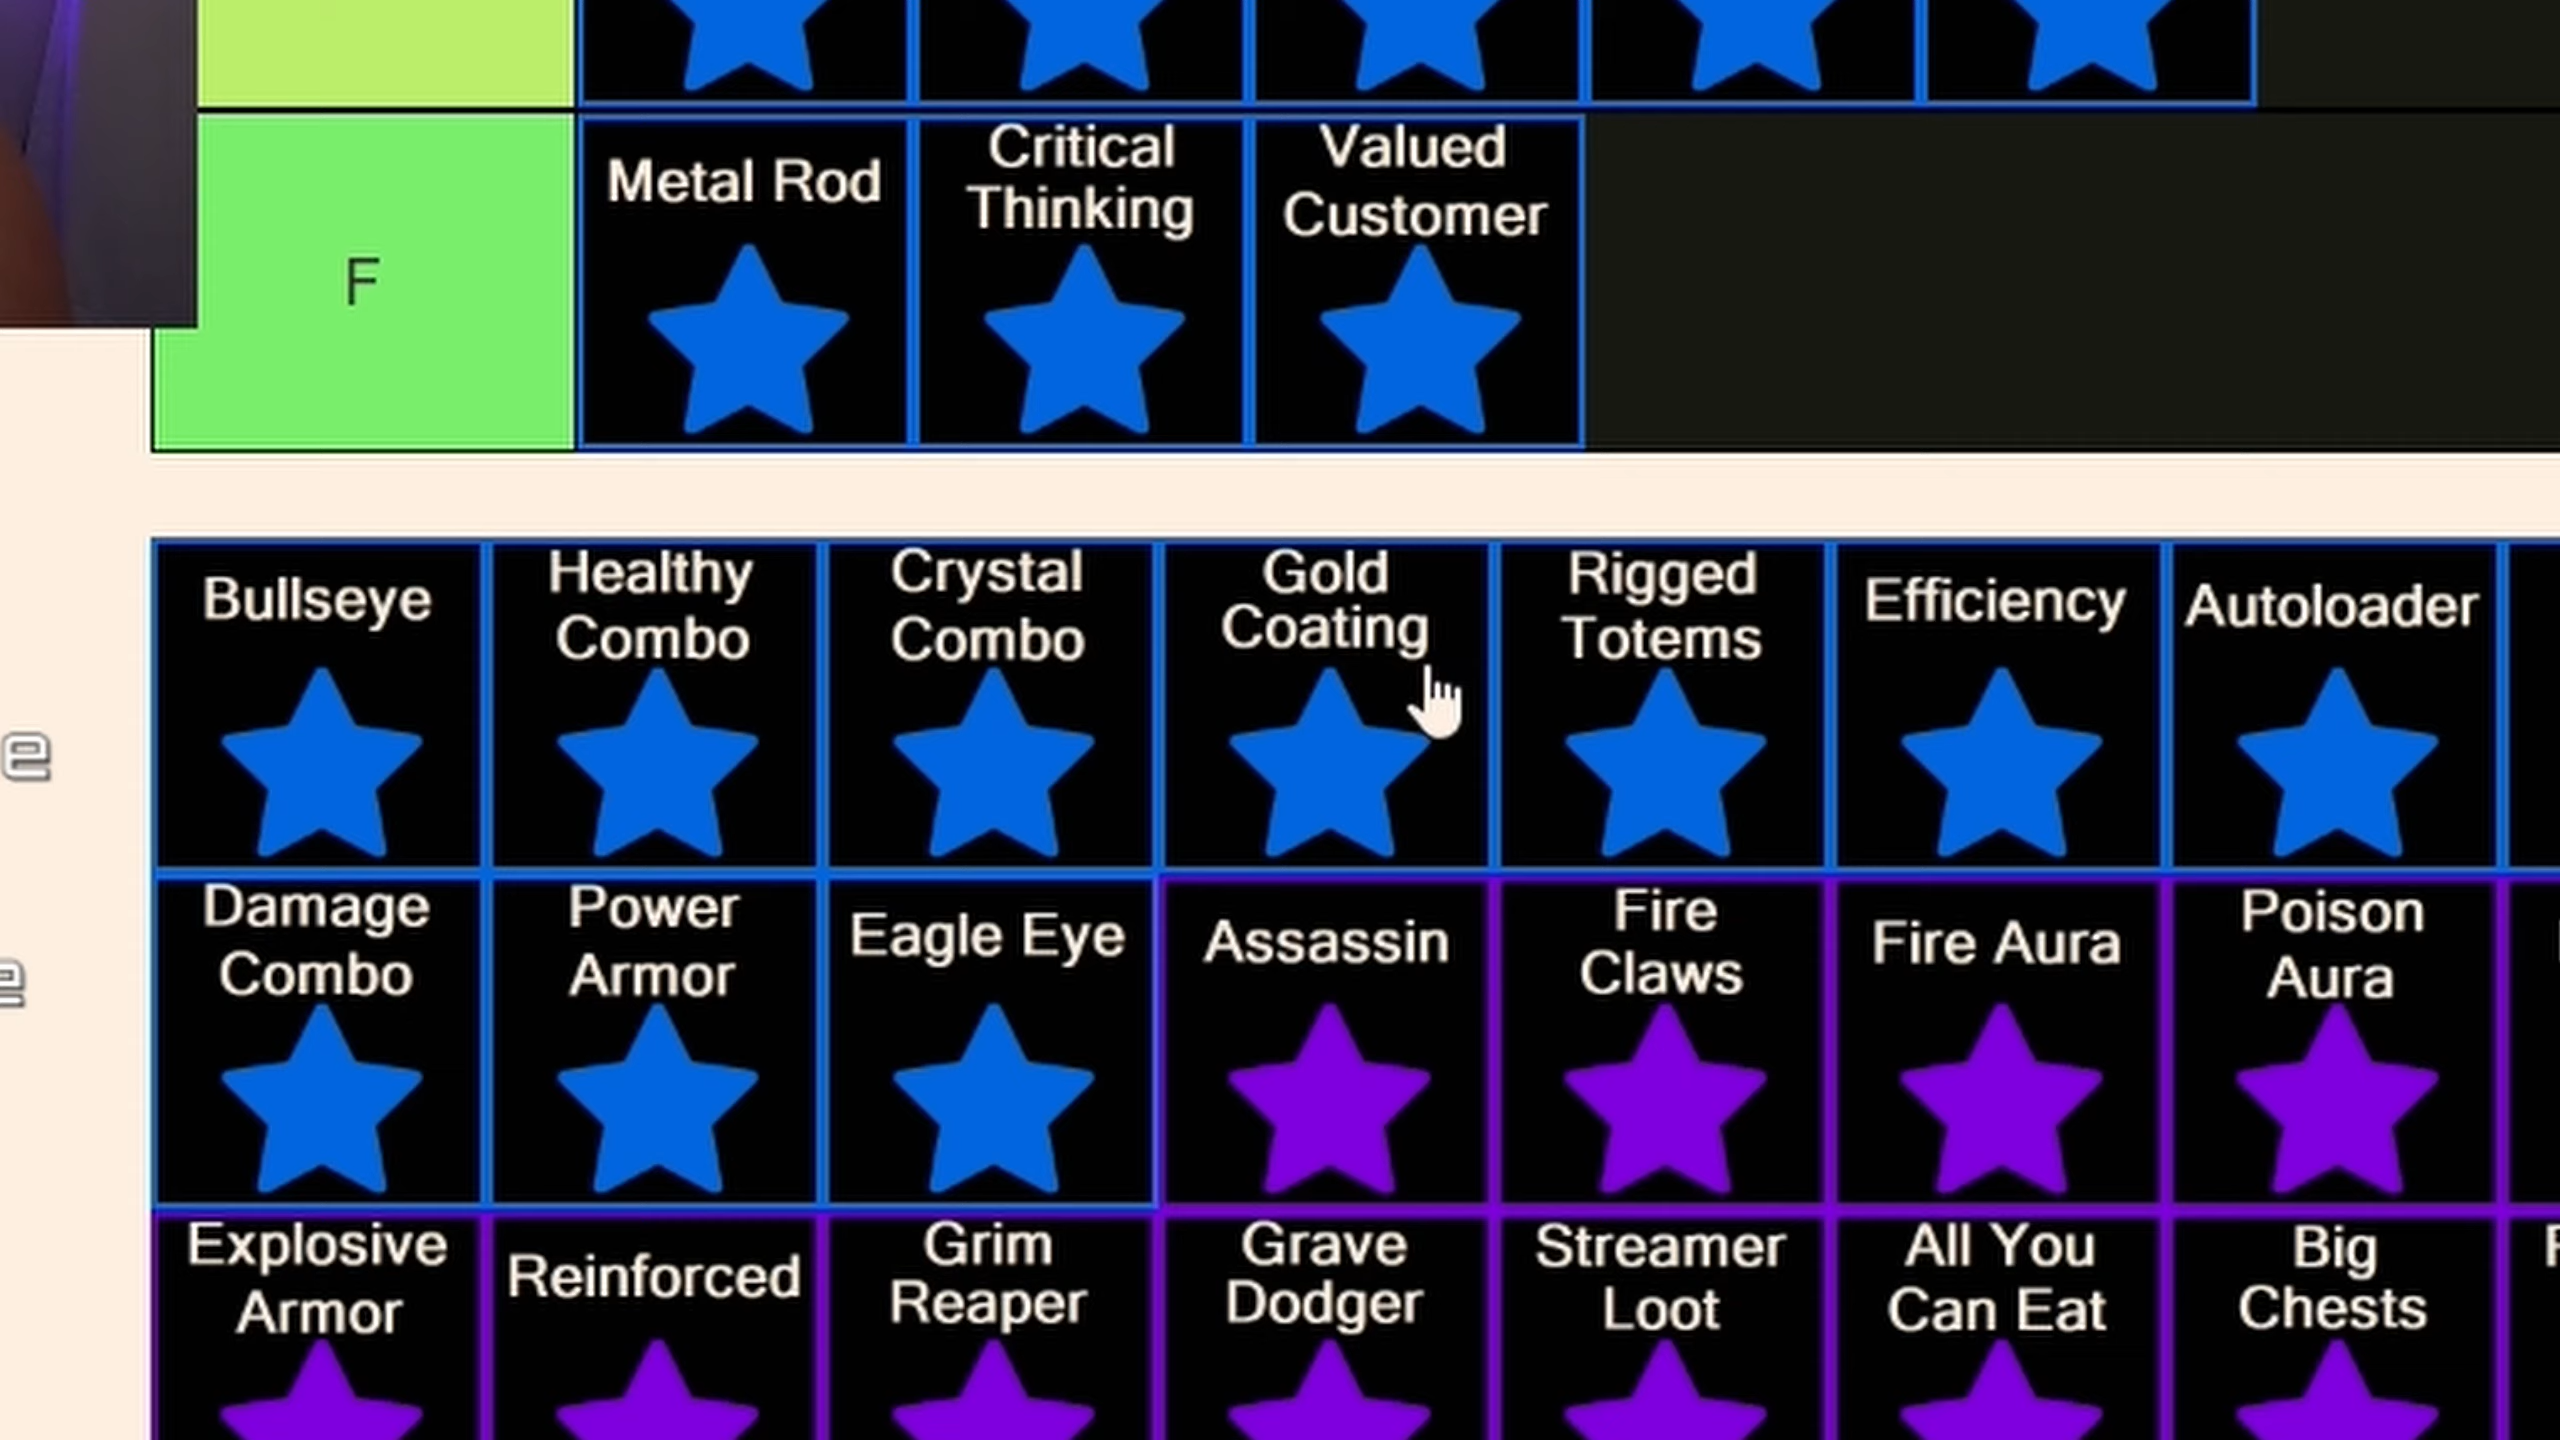 Metal Rod
Critical
Thinking
Valued
Customer
F
Bullseye
Healthy
Combo
Crystal
Combo
Gold
Coating
Rigged
Totems
Efficiency
Autoloader
e
Damage
Combo
Power
Armor
Eagle Eye
Assassin
Fire
Claws
Fire Aura
Poison
Aura
e
Explosive
Armor
Reinforced
Grim
Reaper
Grave
Dodger
Streamer
Loot
All You
Can Eat
Big
Chests